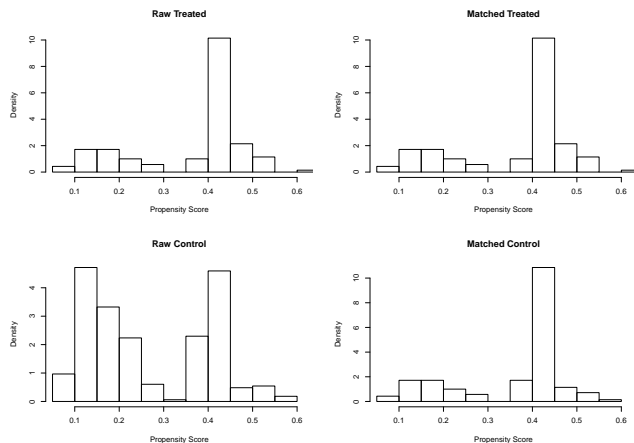 Raw Treated
Density
0 2 4 6 8 10
0.1 0.2 0.3 0.4 0.5 0.6
Propensity Score
Matched Treated
Density
0 2 4 6 8 10
0.1 0.2 0.3 0.4 0.5 0.6
Propensity Score
Raw Control
Density
0 1 2 3 4
0.1 0.2 0.3 0.4 0.5 0.6
Propensity Score
Matched Control
Density
0 2 4 6 8 10
0.1 0.2 0.3 0.4 0.5 0.6
Propensity Score